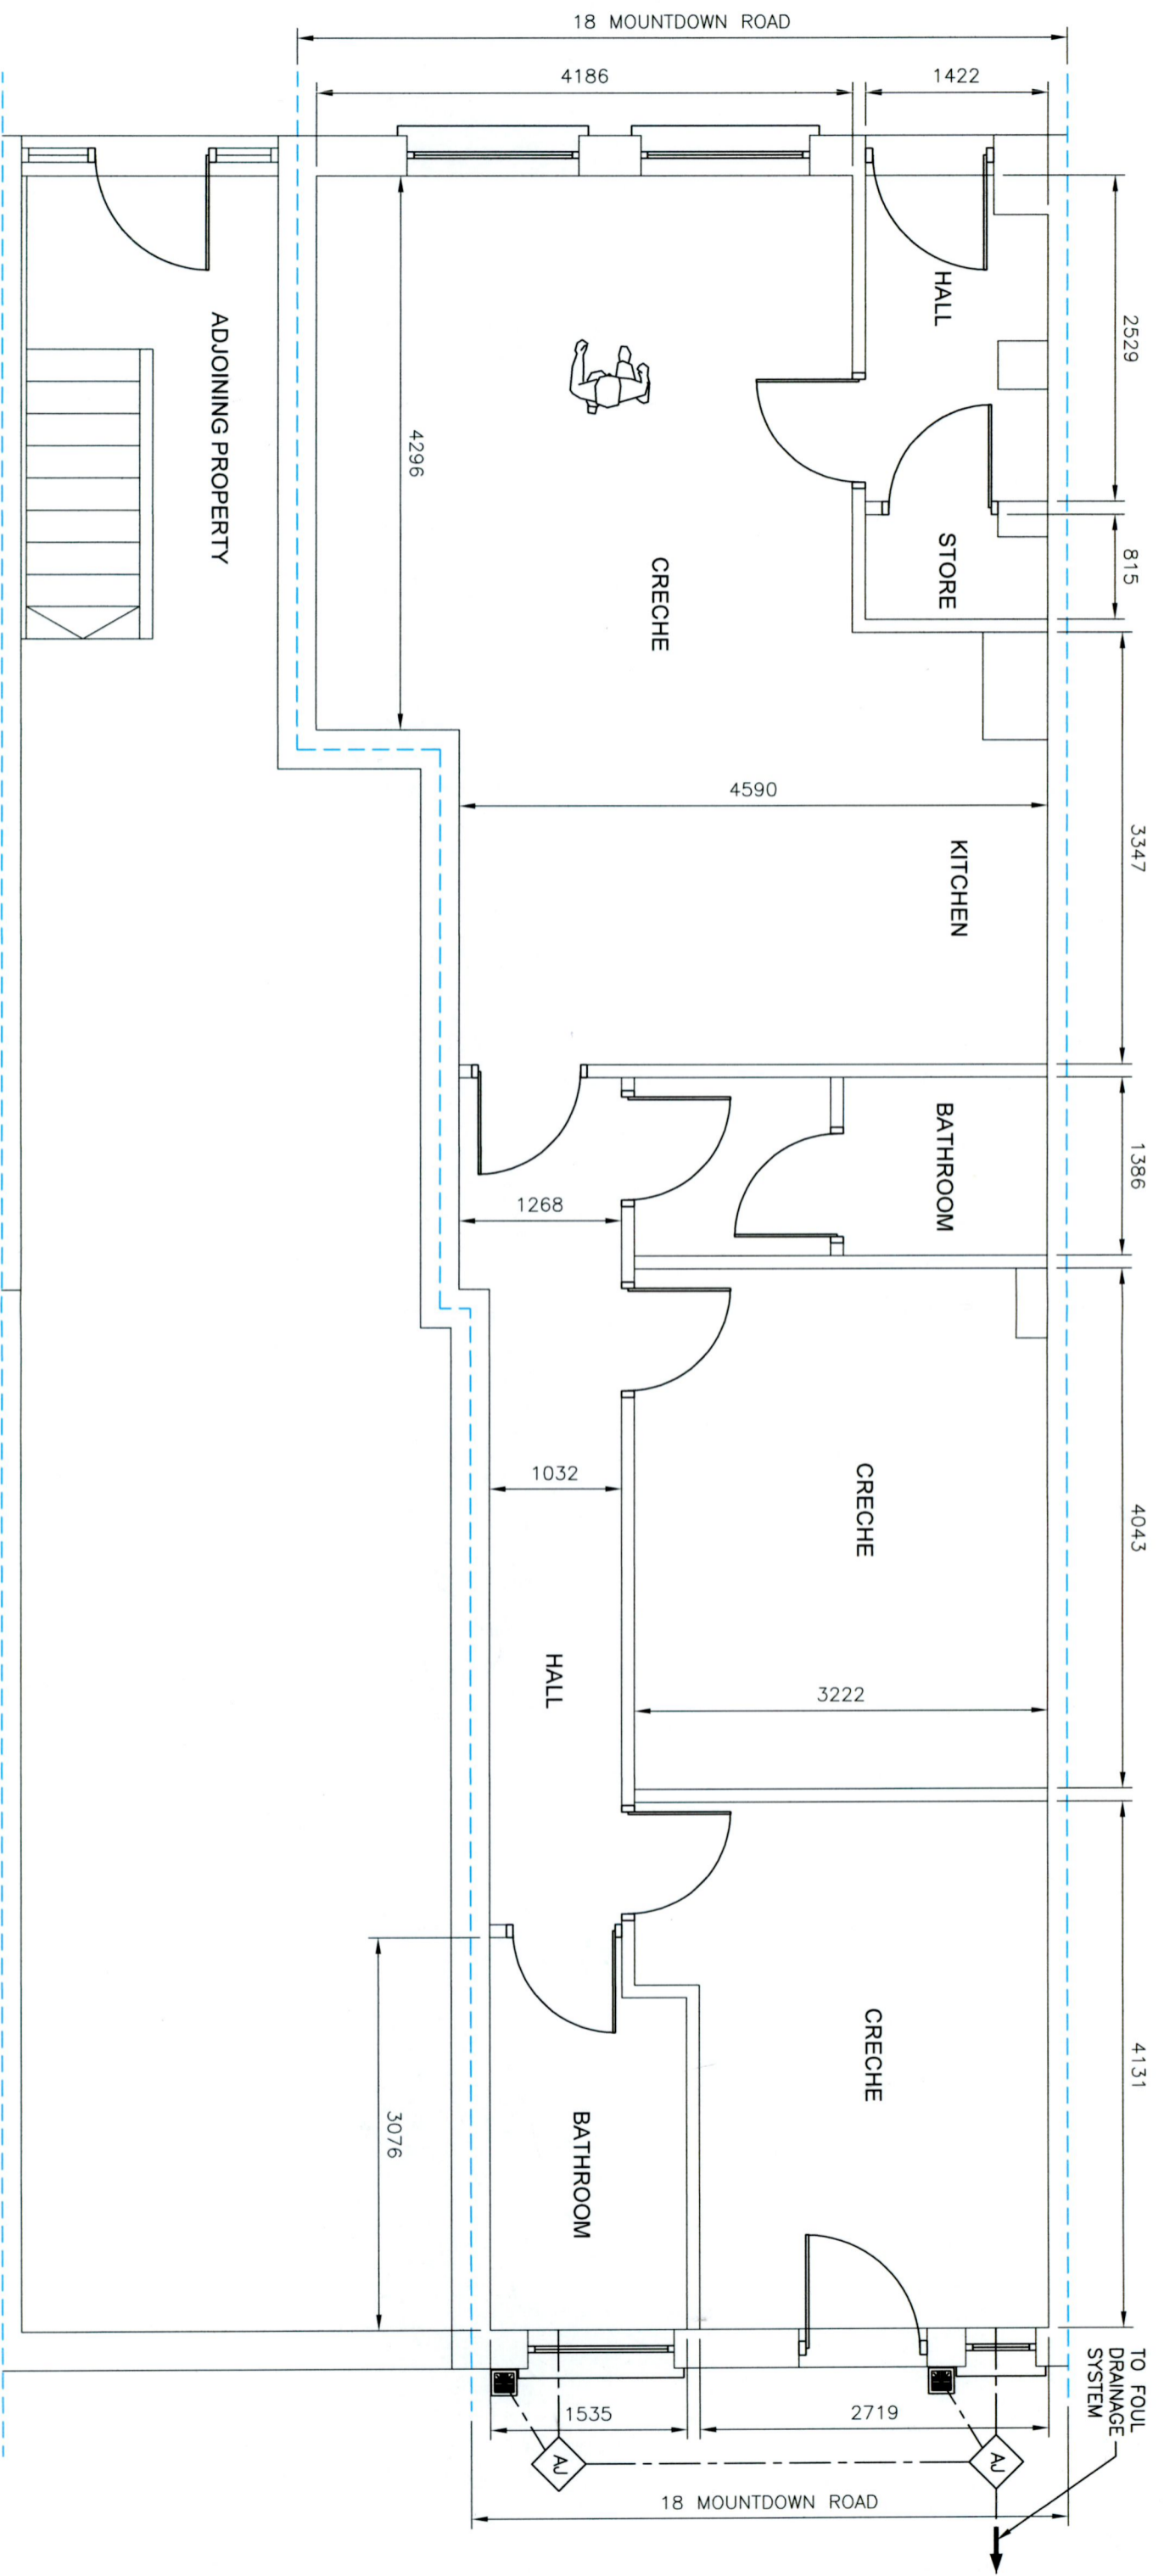 18 MOUNTDOWN ROAD
4186
1422
2529
HALL
815
STORE
ADJOINING PROPERTY
4296
CRECHE
3347
4590
KITCHEN
1386
BATHROOM
1268
4043
CRECHE
1032
3222
HALL
4131
CRECHE
3076
BATHROOM
TO FOUL
DRAINAGE
SYSTEM
1535
2719
AJ
AJ
18 MOUNTDOWN ROAD